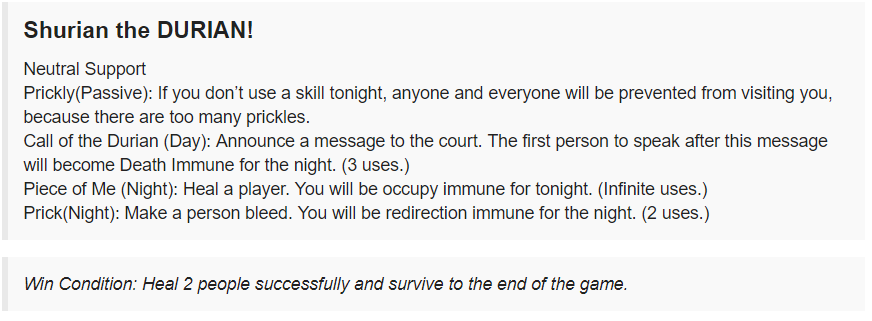 Shurian the DURIAN!
Neutral Support
Prickly(Passive): If you don’t use a skill tonight, anyone and everyone will be prevented from visiting you,
because there are too many prickles.
Call of the Durian (Day): Announce a message to the court. The first person to speak after this message
will become Death Immune for the night. (3 uses.)
Piece of Me (Night): Heal a player. You will be occupy immune for tonight. (Infinite uses.)
Prick(Night): Make a person bleed. You will be redirection immune for the night. (2 uses.)
Win Condition: Heal 2 people successfully and survive to the end of the game.